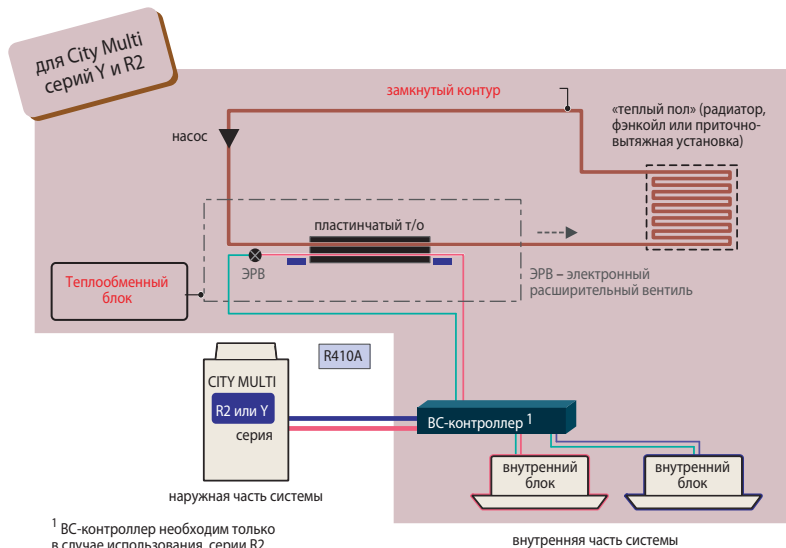 для City Multi
серий Y и R2
замкнутый контур
«теплый пол» (радиатор,
фэнкойл или приточно-
вытяжная установка)
насос
пластинчатый т/о
ЭРВ
ЭРВ – электронный
расширительный вентиль
Теплообменный
блок
R410A
CITY MULTI
R2 или Y
серия
BC-контроллер 1
внутренний
блок
внутренний
блок
наружная часть системы
1 BC-контроллер необходим только
в случае использования серии R2
внутренняя часть системы